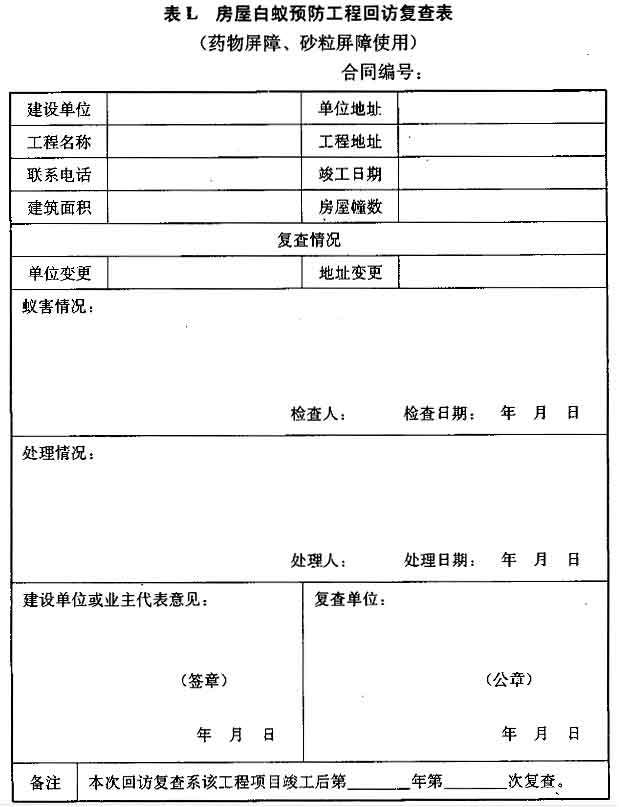 表 L 房屋白蚁预防工程回访复查表
（药物屏障、砂粒屏障使用）
合同编号：
建设单位 单位地址
工程名称 工程地址
联系电话 竣工日期
建筑面积 房屋幢数
复查情况
单位变更 地址变更
蚁害情况：
检查人： 检查日期： 年 月 日
处理情况：
处理人： 处理日期： 年 月 日
建设单位或业主代表意见： 复查单位：
（签章） （公章）
年 月 日 年 月 日
备注 本次回访复查系该工程项目竣工后第______年第______次复查。